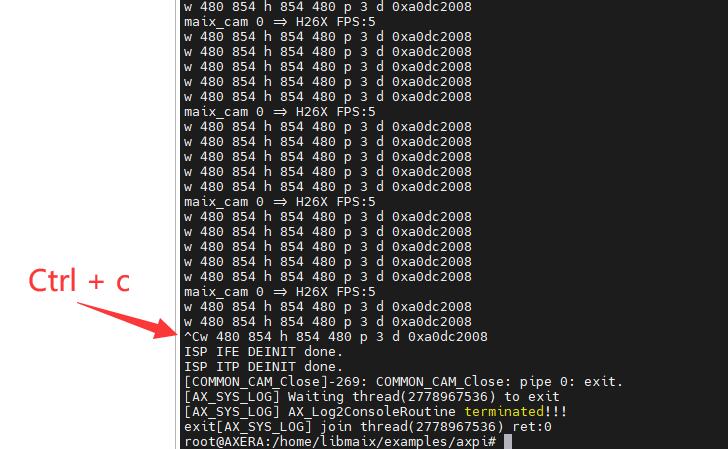 w 480 854 h 854 480 p 3 d 0xa0dc2008
maix_cam 0 => H26X FPS:5
w 480 854 h 854 480 p 3 d 0xa0dc2008
w 480 854 h 854 480 p 3 d 0xa0dc2008
w 480 854 h 854 480 p 3 d 0xa0dc2008
w 480 854 h 854 480 p 3 d 0xa0dc2008
w 480 854 h 854 480 p 3 d 0xa0dc2008
maix_cam 0 => H26X FPS:5
w 480 854 h 854 480 p 3 d 0xa0dc2008
w 480 854 h 854 480 p 3 d 0xa0dc2008
w 480 854 h 854 480 p 3 d 0xa0dc2008
w 480 854 h 854 480 p 3 d 0xa0dc2008
w 480 854 h 854 480 p 3 d 0xa0dc2008
maix_cam 0 => H26X FPS:5
w 480 854 h 854 480 p 3 d 0xa0dc2008
w 480 854 h 854 480 p 3 d 0xa0dc2008
w 480 854 h 854 480 p 3 d 0xa0dc2008
w 480 854 h 854 480 p 3 d 0xa0dc2008
w 480 854 h 854 480 p 3 d 0xa0dc2008
maix_cam 0 => H26X FPS:5
w 480 854 h 854 480 p 3 d 0xa0dc2008
w 480 854 h 854 480 p 3 d 0xa0dc2008
Ctrl + c
^Cw 480 854 h 854 480 p 3 d 0xa0dc2008
ISP IFE DEINIT done.
ISP ITP DEINIT done.
[COMMON_CAM_Close]-269: COMMON_CAM_Close: pipe 0: exit.
[AX_SYS_LOG] Waiting thread(2778967536) to exit
[AX_SYS_LOG] AX_Log2ConsoleRoutine terminated!!!
exit[AX_SYS_LOG] join thread(2778967536) ret:0
root@AXERA:/home/libmaix/examples/axpi#